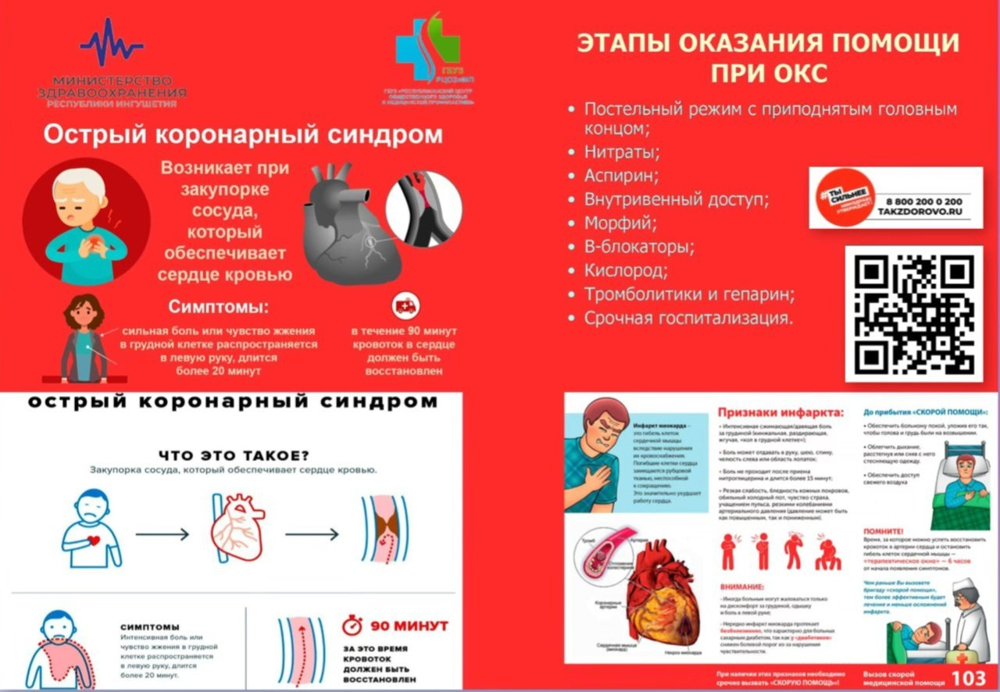 МИНИСТЕРСТВО
ЗДРАВООХРАНЕНИЯ
РЕСПУБЛИКИ ИНГУШЕТИЯ
ГБУЗ
РЦОЗиМП
ГБУЗ «РЕСПУБЛИКАНСКИЙ ЦЕНТР
ОБЩЕСТВЕННОГО ЗДОРОВЬЯ
И МЕДИЦИНСКОЙ ПРОФИЛАКТИКИ»
Острый коронарный синдром
Возникает при
закупорке
сосуда,
который
обеспечивает
сердце кровью
Симптомы:
сильная боль или чувство жжения
в грудной клетке распространяется
в левую руку, длится
более 20 минут
в течение 90 минут
кровоток в сердце
должен быть
восстановлен
острый коронарный синдром
ЧТО ЭТО ТАКОЕ?
Закупорка сосуда, который обеспечивает сердце кровью.
СИМПТОМЫ
Интенсивная боль или
чувство жжения в грудной
клетке распространяется
в левую руку, длится
более 20 минут.
90 МИНУТ
ЗА ЭТО ВРЕМЯ
КРОВОТОК
ДОЛЖЕН БЫТЬ
ВОССТАНОВЛЕН
ЭТАПЫ ОКАЗАНИЯ ПОМОЩИ
ПРИ ОКС
• Постельный режим с приподнятым головным
концом;
• Нитраты;
• Аспирин;
• Внутривенный доступ;
• Морфий;
• В-блокаторы;
• Кислород;
• Тромболитики и гепарин;
• Срочная госпитализация.
#ТЫ
СИЛЬНЕЕ
МИНЗДРАВ
УТВЕРЖДАЕТ!
8 800 200 0 200
TAKZDOROVO.RU
Инфаркт миокарда –
это гибель клеток
сердечной мышцы
вследствие нарушения
их кровоснабжения.
Погибшие клетки сердца
замещаются рубцовой
тканью, неспособной
к сокращению.
Это значительно ухудшает
работу сердца.
Тромб
Артерия
Отложение
холестерина
Коронарные
артерии
Сердечная мышца
(миокард)
Некроз миокарда
Признаки инфаркта:
• Интенсивная сжимающая/давящая боль
за грудиной (кинжальная, раздирающая,
жгучая, «кол в грудной клетке»);
• Боль может отдавать в руку, шею, спину,
челюсть слева или область лопаток;
• Боль не проходит после приема
нитроглицерина и длится более 15 минут;
• Резкая слабость, бледность кожных покровов,
обильный холодный пот, чувство страха,
учащением пульса, резкими колебаниями
артериального давления (давление может быть
как повышенным, так и пониженным).
ВНИМАНИЕ:
- Иногда больные могут жаловаться только
на дискомфорт за грудиной, одышку
и боль в левой руке;
- Нередко инфаркт миокарда протекает
безболезненно, что характерно для больных
сахарным диабетом, так как у «диабетиков»
снижен болевой порог из-за нарушения
чувствительности.
До прибытия «СКОРОЙ ПОМОЩИ»:
• Обеспечить больному покой, уложив его так,
чтобы голова и грудь были на возвышении.
• Облегчить дыхание,
расстегнув или сняв с него
стесняющую одежду.
• Обеспечить доступ
свежего воздуха
ПОМНИТЕ!
Время, за которое можно успеть восстановить
кровоток в артерии сердца и остановить
гибель клеток сердечной мышцы —
«терапевтическое окно» — 6 часов
от начала появления симптомов.
Чем раньше Вы вызовете
бригаду «скорой помощи»,
тем более эффективным будет
лечение и меньше осложнений
инфаркта.
При наличии этих признаков необходимо
срочно вызвать «СКОРУЮ ПОМОЩЬ»!
Вызов скорой
медицинской помощи 103